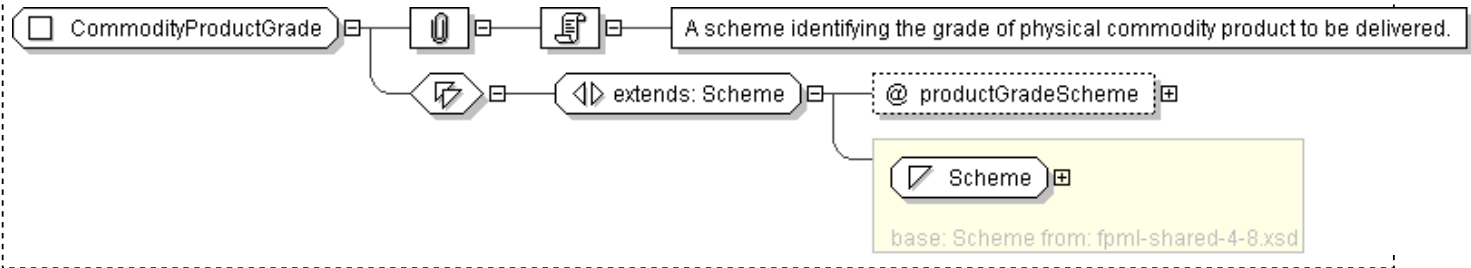 CommodityProductGrade
A scheme identifying the grade of physical commodity product to be delivered.
extends: Scheme
@ productGradeScheme
Scheme
base: Scheme from: fpml-shared-4-8.xsd